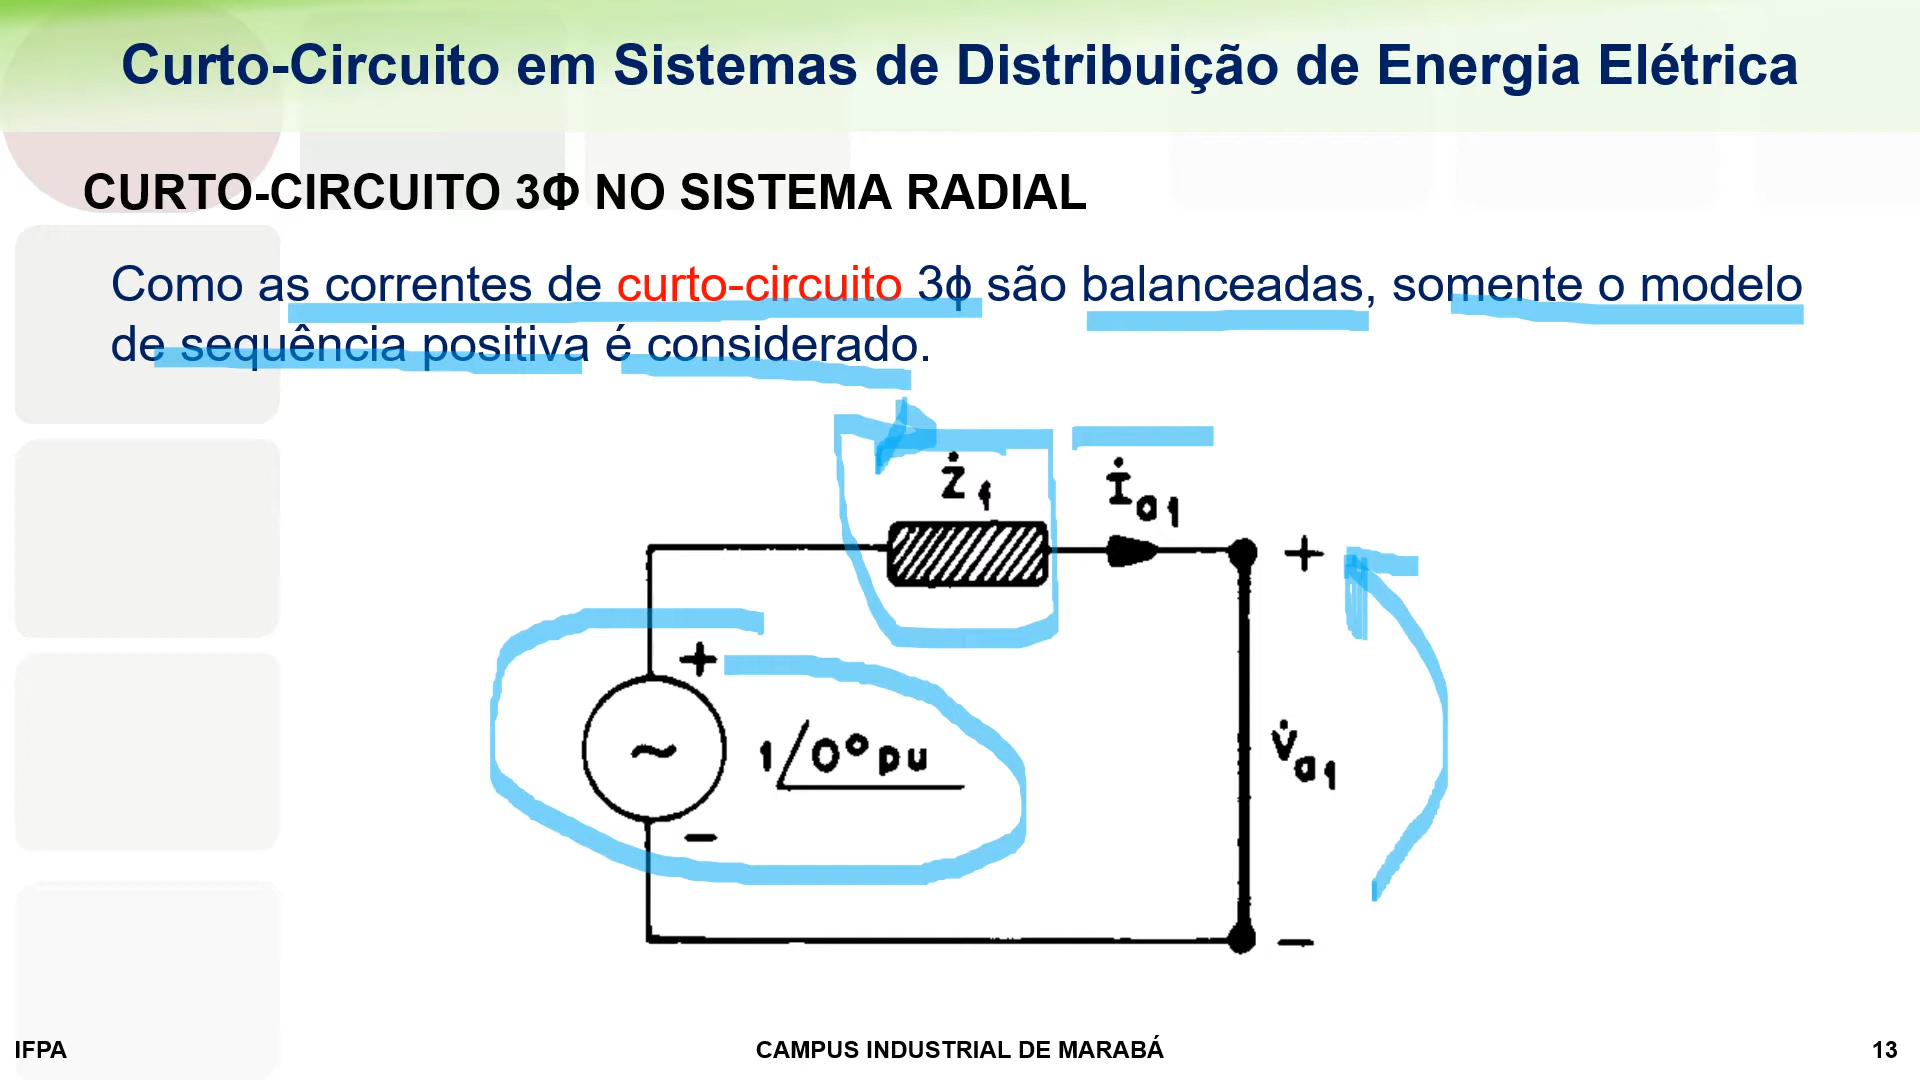 Curto-Circuito em Sistemas de Distribuição de Energia Elétrica
CURTO-CIRCUITO 3Φ NO SISTEMA RADIAL
Como as correntes de curto-circuito 3ϕ são balanceadas, somente o modelo
de sequência positiva é considerado.
Ż1
İa1
+
+
1/0° pu
V̇a1
−
−
IFPA
CAMPUS INDUSTRIAL DE MARABÁ
13